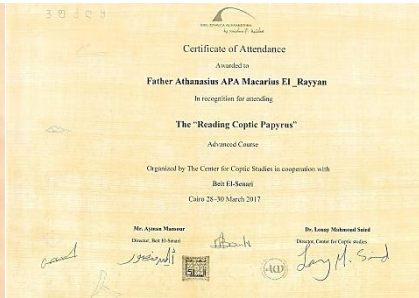 Certificate of Attendance
Awarded to
Father Athanasius APA Macarius El_Rayyan
In recognition for attending
The "Reading Coptic Papyrus"
Advanced Course
Organized by The Center for Coptic Studies in cooperation with
Beit El-Senari
Cairo 28-30 March 2017
Mr. Ayman Mansour
Director, Beit El-Senari
Dr. Louay Mahmoud Saied
Director, Center for Coptic studies